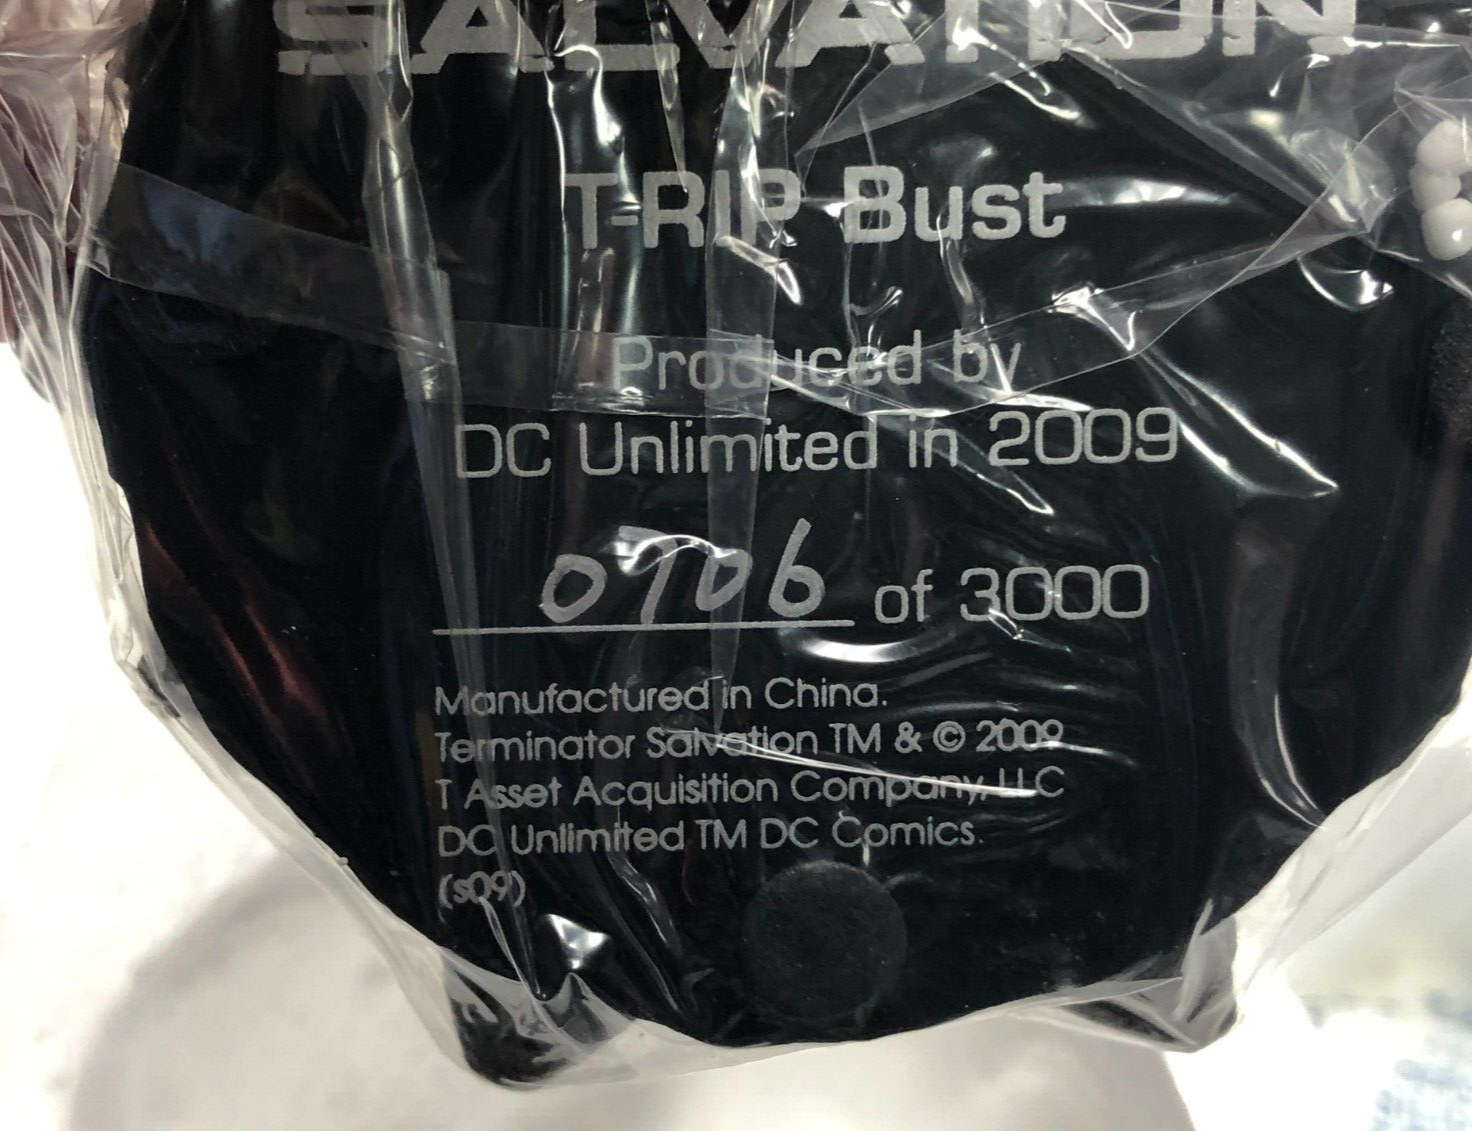 SALVATION
T-RIP Bust
Produced by
DC Unlimited in 2009
0706 of 3000
Manufactured in China.
Terminator Salvation TM & © 2009
T Asset Acquisition Company, LLC
DC Unlimited TM DC Comics.
(s09)